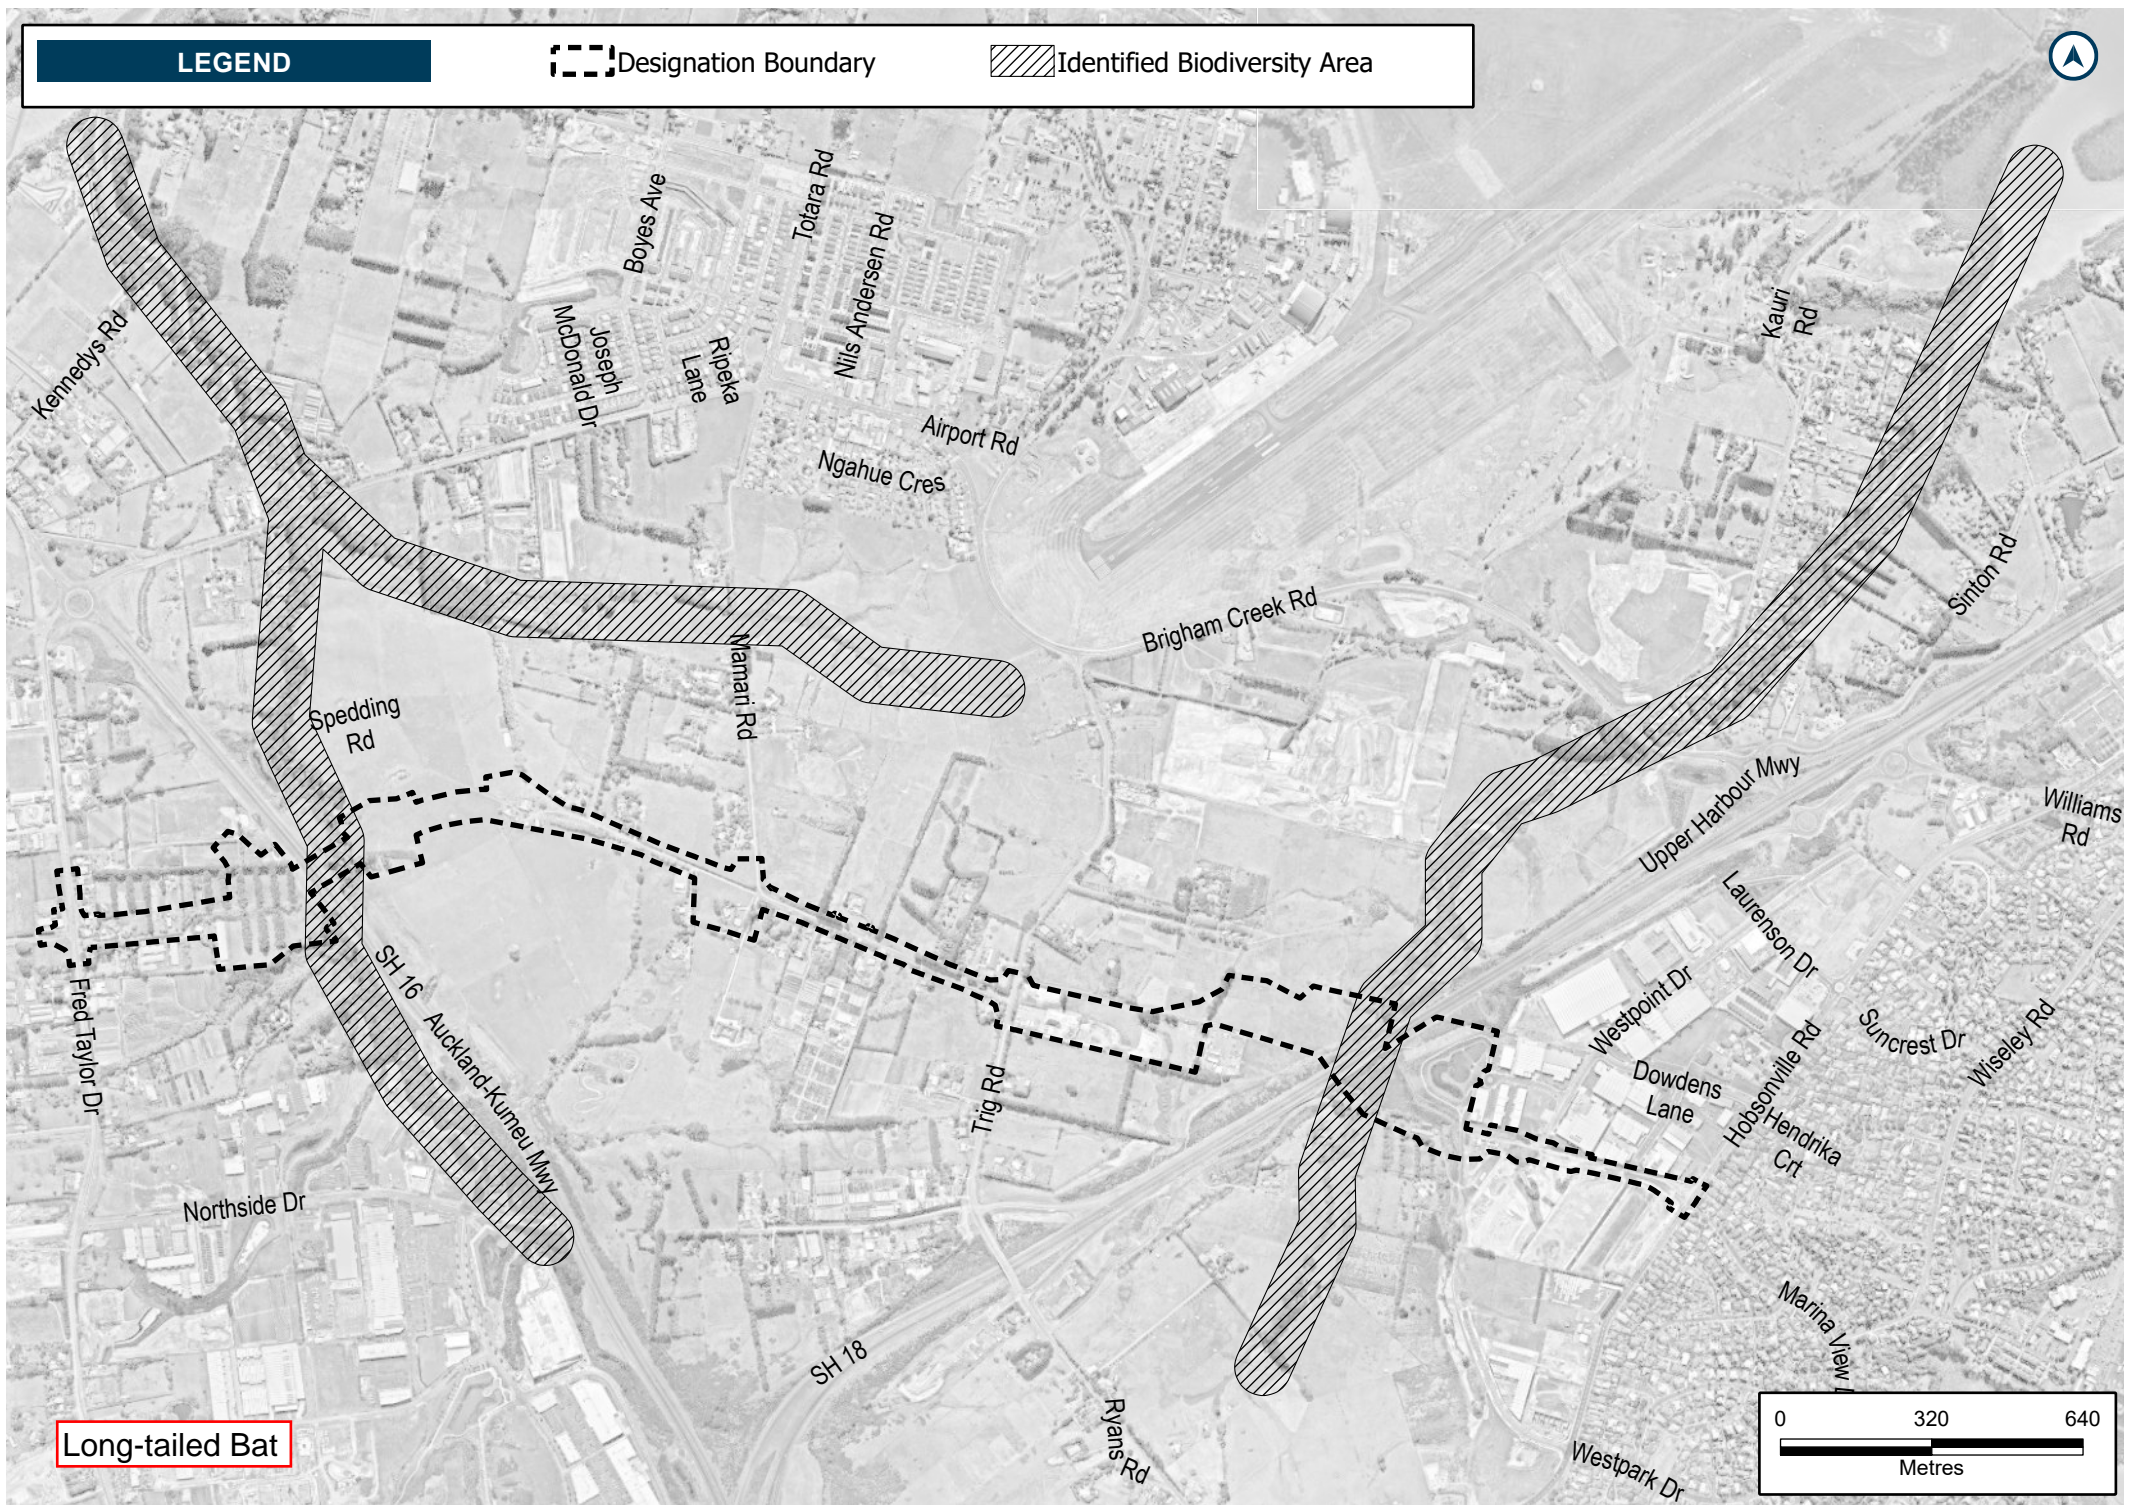 LEGEND
Designation Boundary
Identified Biodiversity Area
Boyes Ave
Totara Rd
Nils Andersen Rd
Kauri
Rd
Kennedys Rd
Joseph
McDonald Dr
Ripeka
Lane
Airport Rd
Ngahue Cres
Sinton Rd
Brigham Creek Rd
Mamari Rd
Spedding
Rd
Upper Harbour Mwy
Williams
Rd
Laurenson Dr
Westpoint Dr
Suncrest Dr
Wiseley Rd
SH 16
Auckland-Kumeu Mwy
Fred Taylor Dr
Trig Rd
Dowdens
Lane
Hobsonville Rd
Hendrika
Crt
Northside Dr
Marina View
SH 18
Ryans Rd
Westpark Dr
Long-tailed Bat
0 320 640
Metres